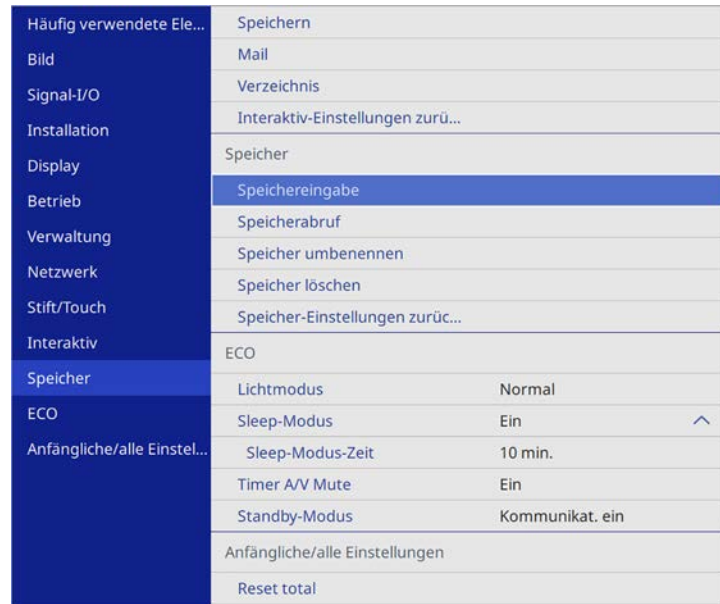 Häufig verwendete Ele...
Bild
Signal-I/O
Installation
Display
Betrieb
Verwaltung
Netzwerk
Stift/Touch
Interaktiv
Speicher
ECO
Anfängliche/alle Einstel...
Speichern
Mail
Verzeichnis
Interaktiv-Einstellungen zurü...
Speicher
Speichereingabe
Speicherabruf
Speicher umbenennen
Speicher löschen
Speicher-Einstellungen zurüc...
ECO
Lichtmodus Normal
Sleep-Modus Ein
Sleep-Modus-Zeit 10 min.
Timer A/V Mute Ein
Standby-Modus Kommunikat. ein
Anfängliche/alle Einstellungen
Reset total